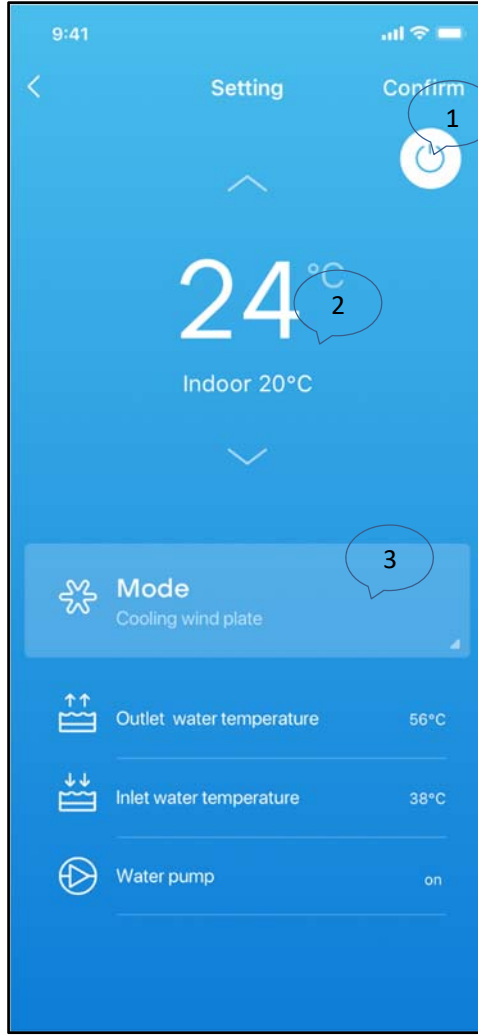 9:41
Setting
Confirm
1
24 °C
2
Indoor 20°C
3
Mode
Cooling wind plate
Outlet water temperature 56°C
Inlet water temperature 38°C
Water pump on